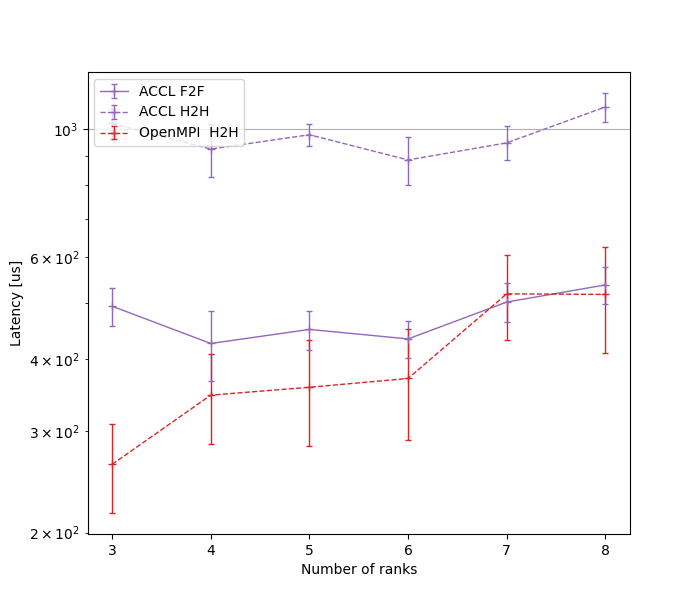 ACCL F2F
ACCL H2H
OpenMPI  H2H
10³
6 × 10²
4 × 10²
3 × 10²
2 × 10²
Latency [us]
3 4 5 6 7 8
Number of ranks